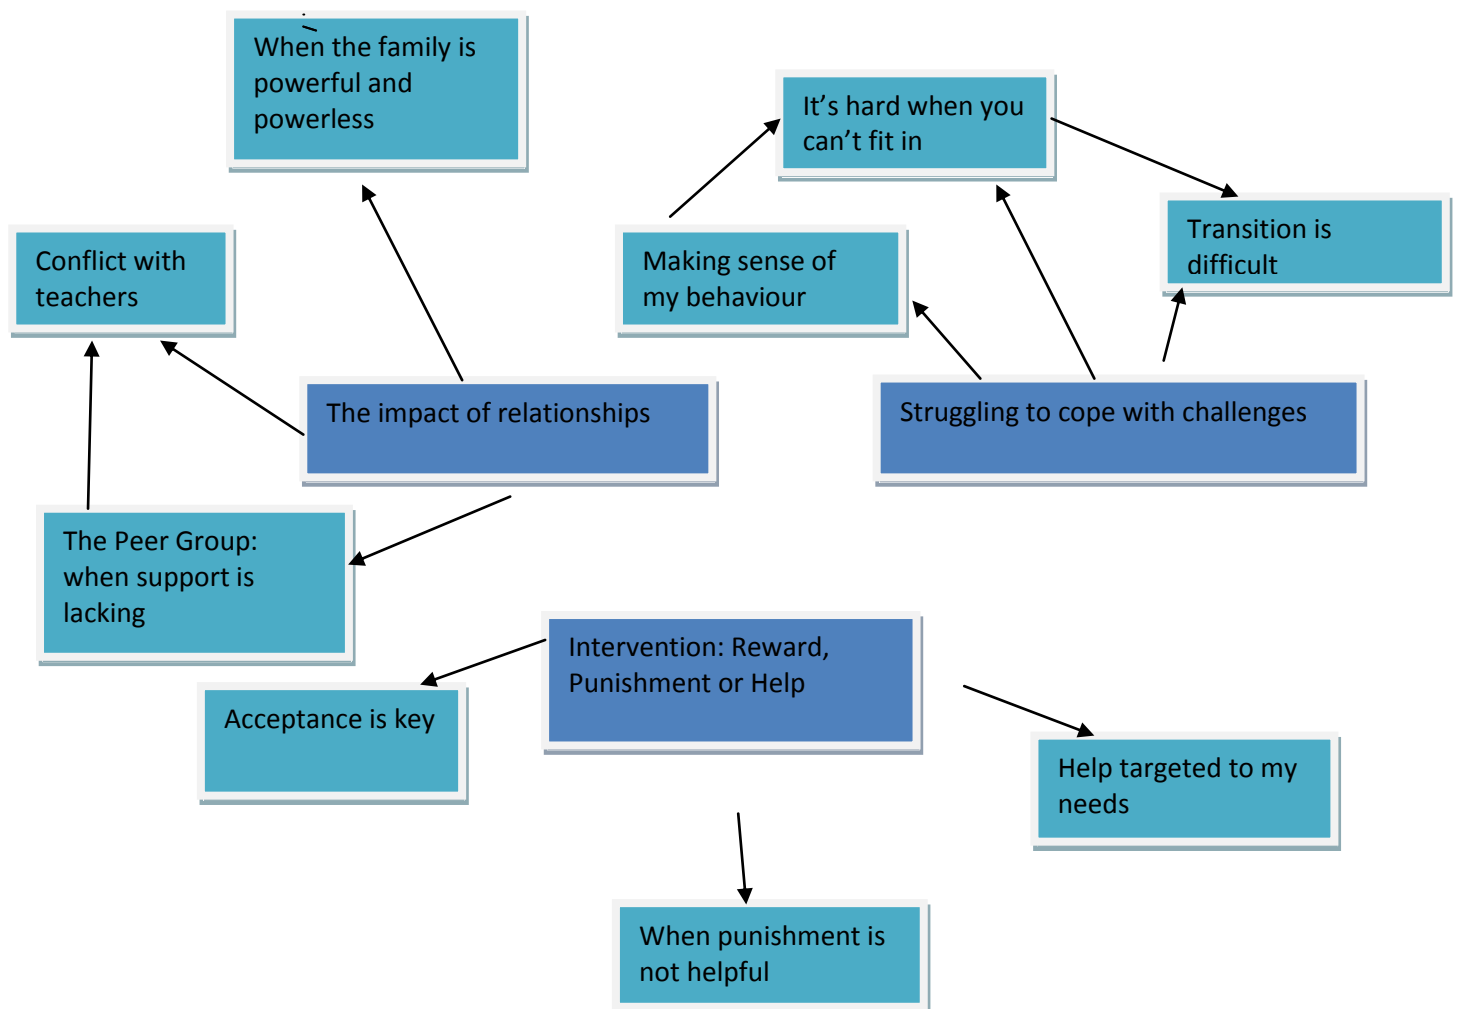 When the family is
powerful and
powerless
It’s hard when you
can’t fit in
Transition is
difficult
Conflict with
teachers
Making sense of
my behaviour
The impact of relationships
Struggling to cope with challenges
The Peer Group:
when support is
lacking
Intervention: Reward,
Punishment or Help
Acceptance is key
Help targeted to my
needs
When punishment is
not helpful